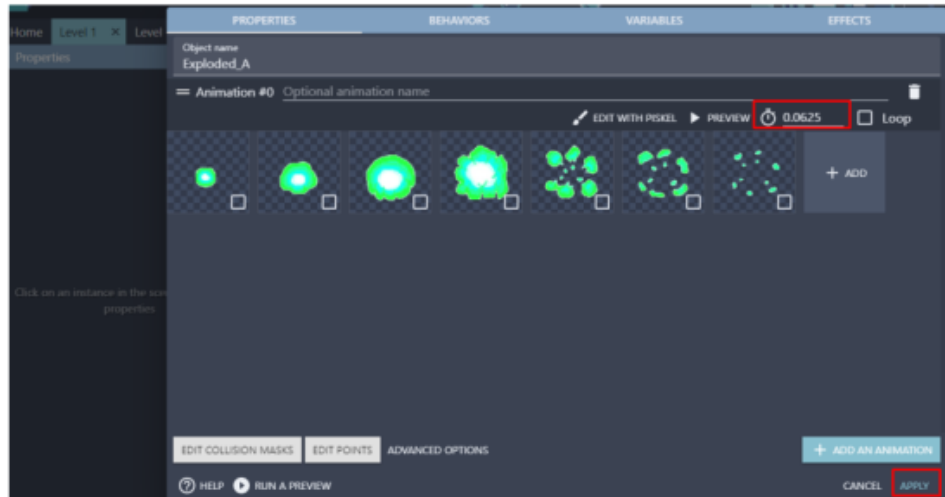 PROPERTIES BEHAVIORS VARIABLES EFFECTS
Home Level 1 × Level
Properties
Object name
Exploded_A
Animation #0 Optional animation name
EDIT WITH PISKEL PREVIEW 0.0625 Loop
+ ADD
Click on an instance in the
properties
EDIT COLLISION MASKS EDIT POINTS ADVANCED OPTIONS + ADD AN ANIMATION
? HELP RUN A PREVIEW CANCEL APPLY